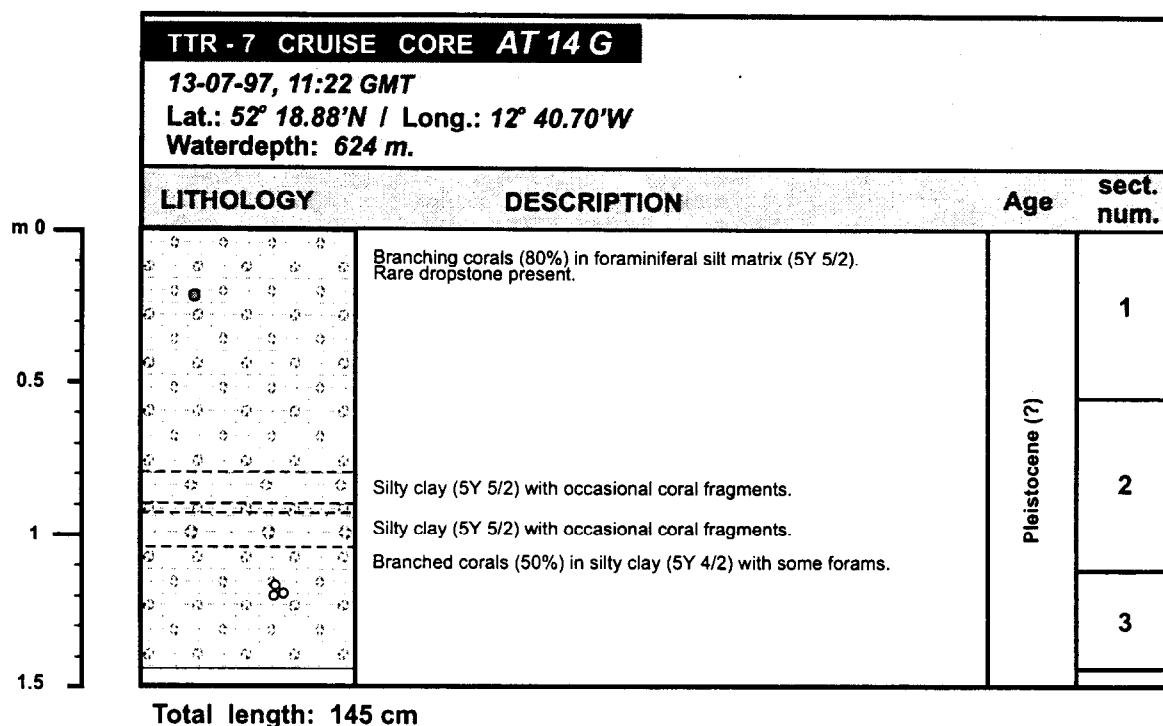 TTR - 7 CRUISE CORE AT 14 G
13-07-97, 11:22 GMT
Lat.: 52° 18.88'N / Long.: 12° 40.70'W
Waterdepth: 624 m.
LITHOLOGY DESCRIPTION Age sect. num.
m 0
Branching corals (80%) in foraminiferal silt matrix (5Y 5/2).
Rare dropstone present.
1
0.5
Pleistocene (?)
Silty clay (5Y 5/2) with occasional coral fragments.
2
1
Silty clay (5Y 5/2) with occasional coral fragments.
Branched corals (50%) in silty clay (5Y 4/2) with some forams.
3
1.5
Total length: 145 cm